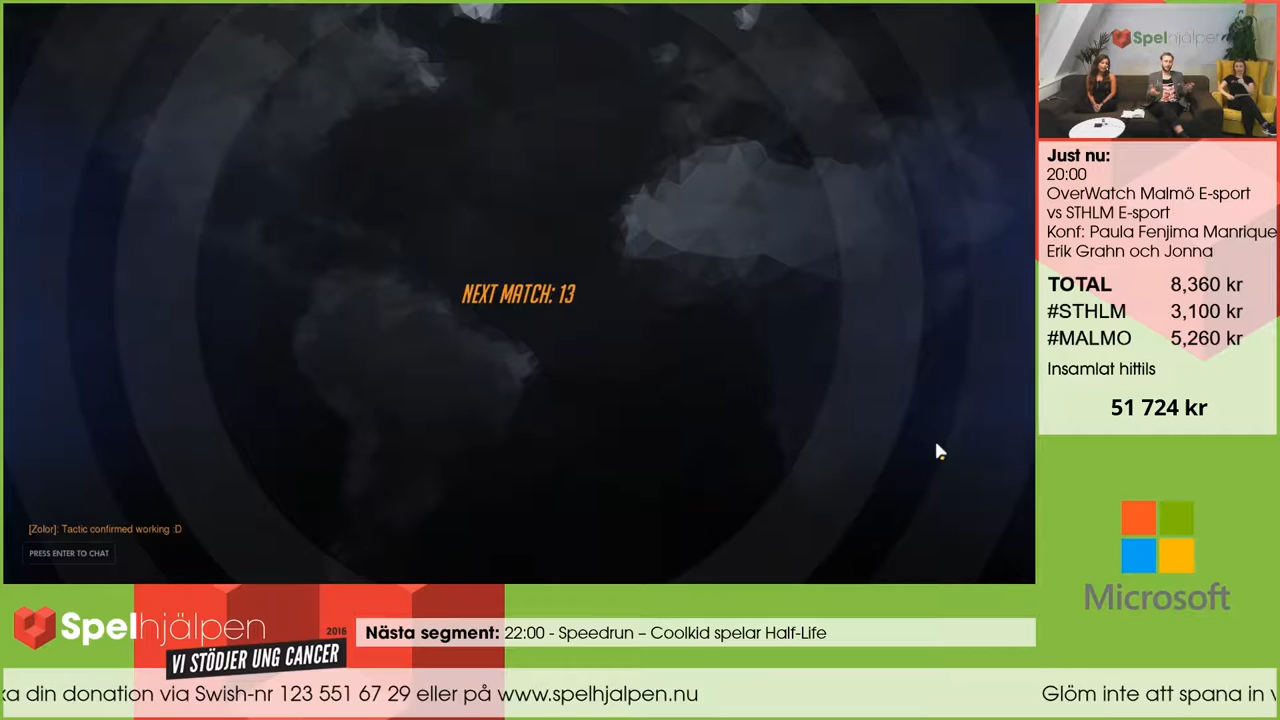 Spelhjälpen
Just nu:
20:00
OverWatch Malmö E-sport
vs STHLM E-sport
Konf: Paula Fenjima Manrique
Erik Grahn och Jonna
TOTAL 8,360 kr
#STHLM 3,100 kr
#MALMO 5,260 kr
Insamlat hittils
51 724 kr
NEXT MATCH: 13
[Zolor]: Tactic confirmed working :D
PRESS ENTER TO CHAT
Microsoft
Spelhjälpen
2016
VI STÖDJER UNG CANCER
Nästa segment: 22:00 - Speedrun – Coolkid spelar Half-Life
din donation via Swish-nr 123 551 67 29 eller på www.spelhjalpen.nu
Glöm inte att spana in